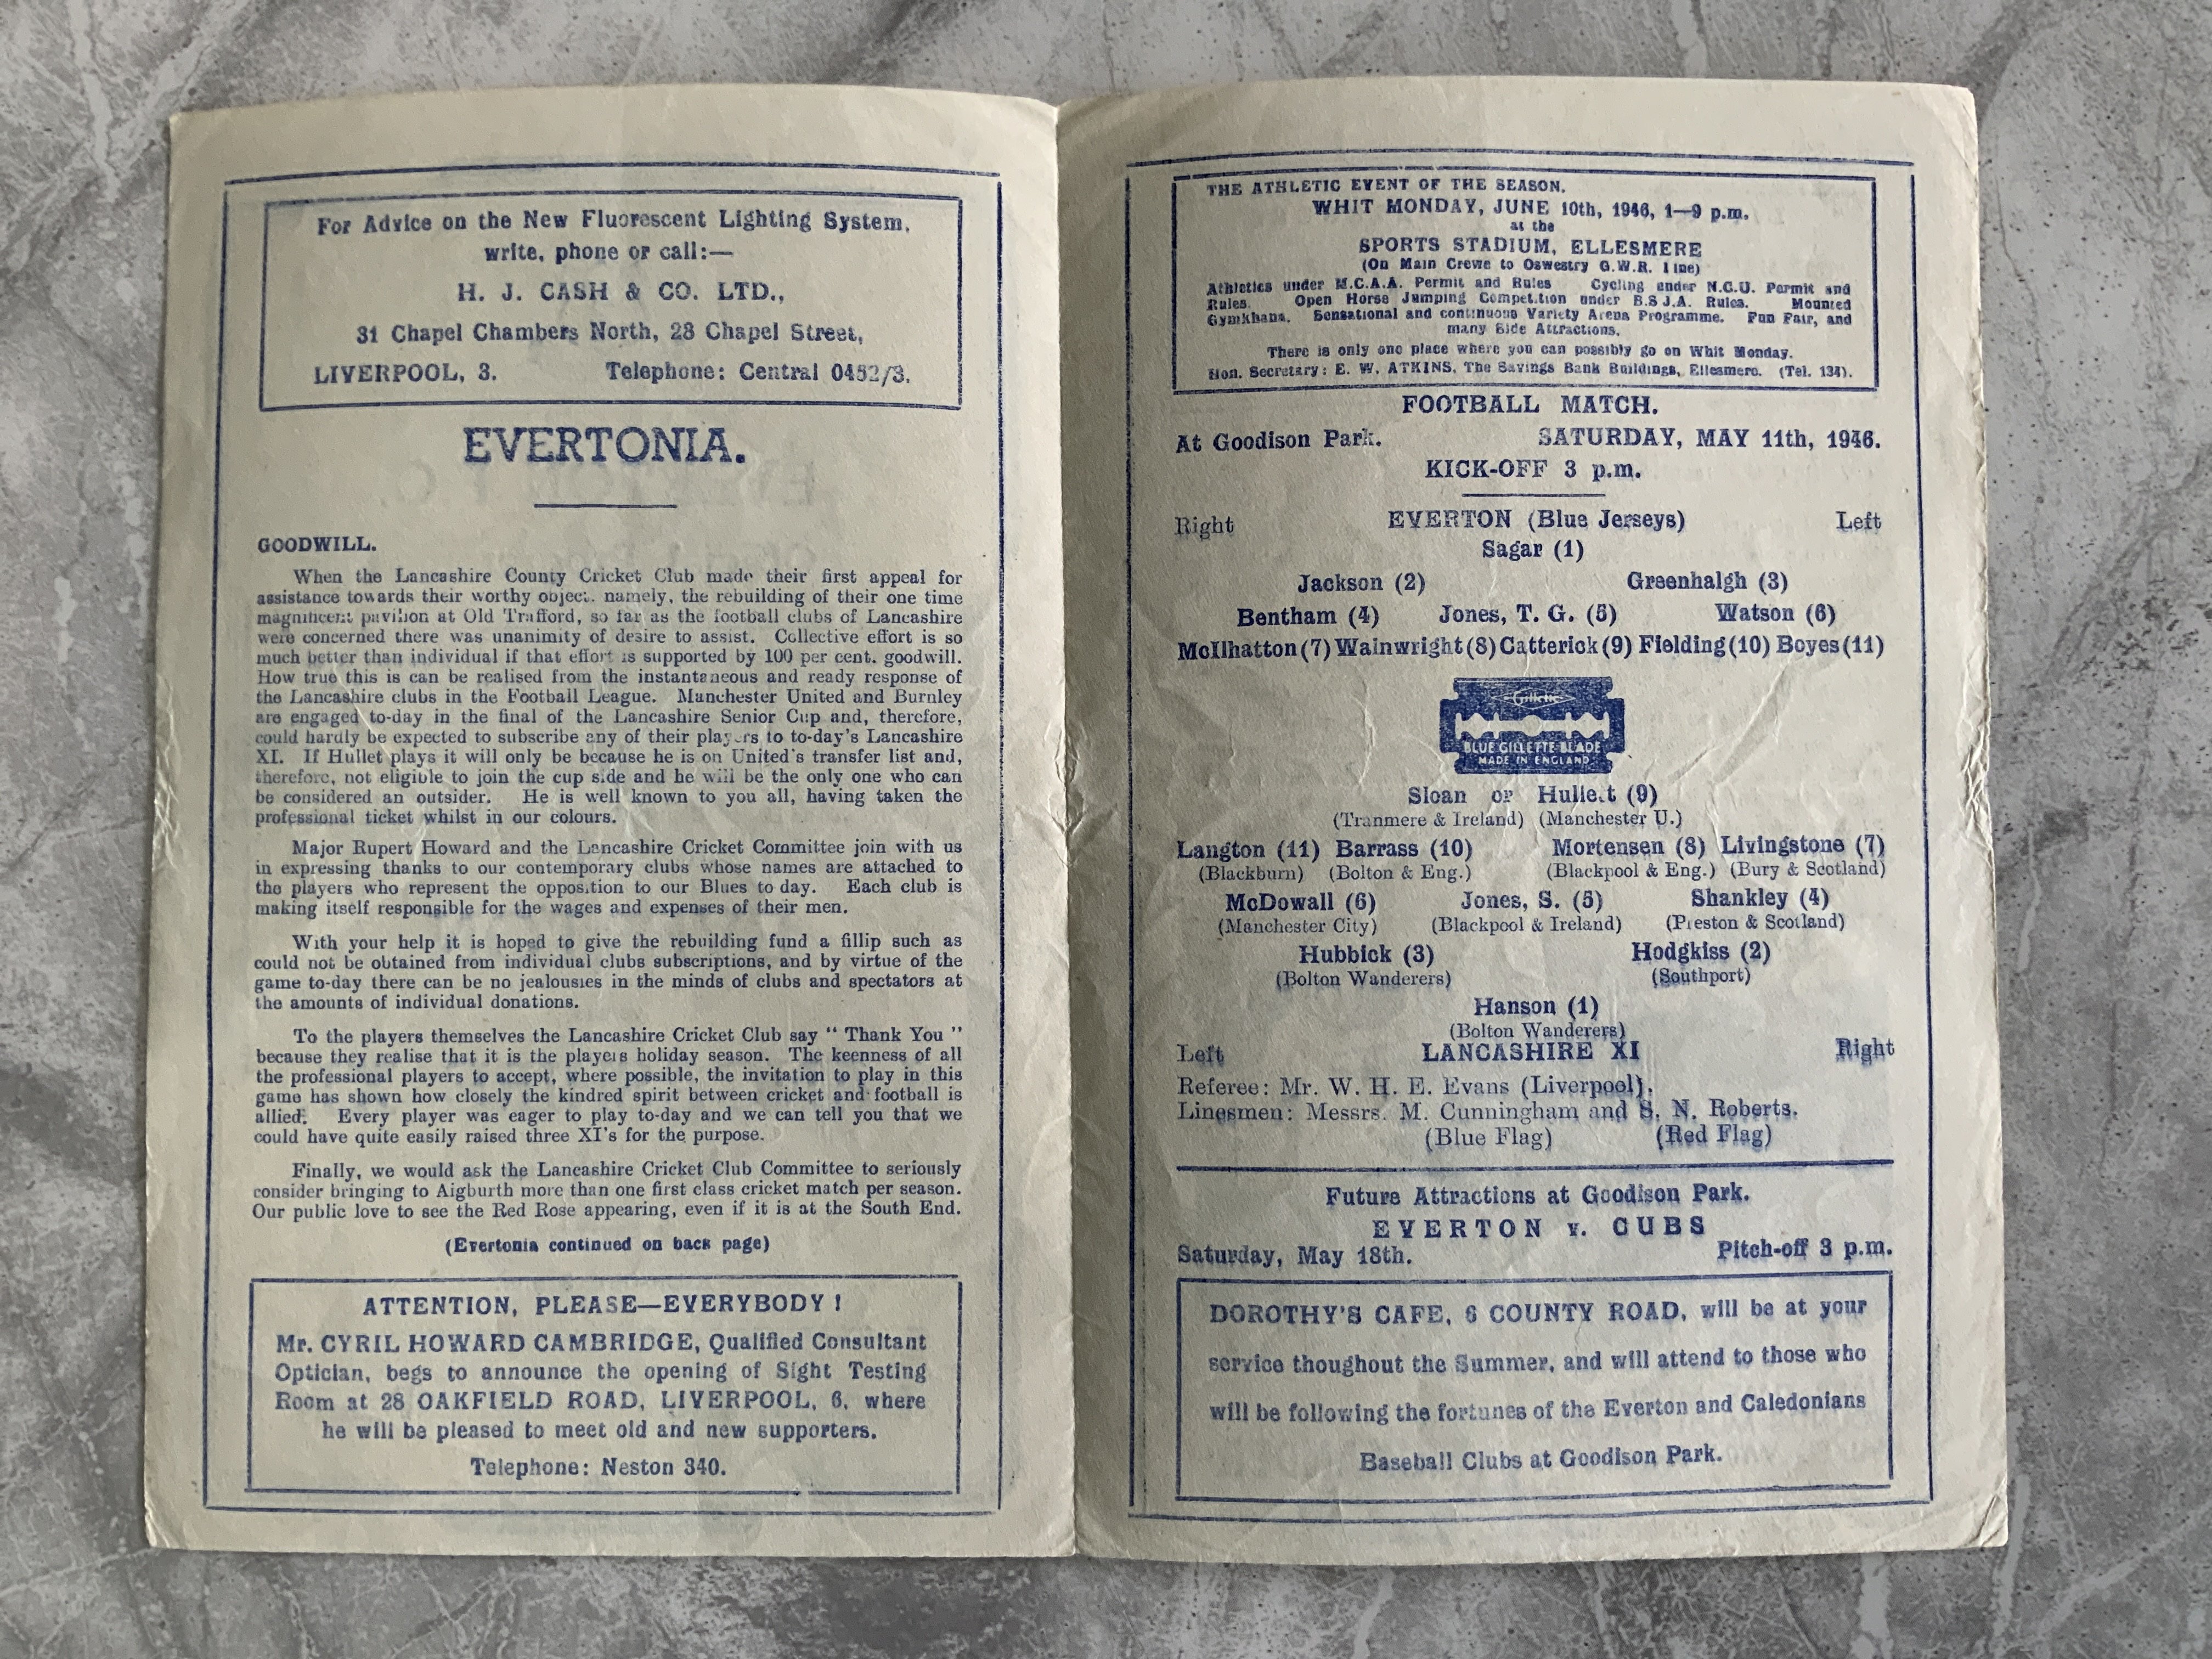 For Advice on the New Fluorescent Lighting System,
write, phone or call:—
H. J. CASH & CO. LTD.,
31 Chapel Chambers North, 28 Chapel Street,
LIVERPOOL, 3. Telephone: Central 0452/3.
EVERTONIA.
GOODWILL.
When the Lancashire County Cricket Club made their first appeal for
assistance towards their worthy object. namely, the rebuilding of their one time
magnificent pavilion at Old Trafford, so far as the football clubs of Lancashire
were concerned there was unanimity of desire to assist. Collective effort is so
much better than individual if that effort is supported by 100 per cent. goodwill.
How true this is can be realised from the instantaneous and ready response of
the Lancashire clubs in the Football League. Manchester United and Burnley
are engaged to-day in the final of the Lancashire Senior Cup and, therefore,
could hardly be expected to subscribe any of their players to to-day's Lancashire
XI. If Hullet plays it will only be because he is on United's transfer list and,
therefore, not eligible to join the cup side and he will be the only one who can
be considered an outsider. He is well known to you all, having taken the
professional ticket whilst in our colours.
Major Rupert Howard and the Lancashire Cricket Committee join with us
in expressing thanks to our contemporary clubs whose names are attached to
the players who represent the opposition to our Blues to day. Each club is
making itself responsible for the wages and expenses of their men.
With your help it is hoped to give the rebuilding fund a fillip such as
could not be obtained from individual clubs subscriptions, and by virtue of the
game to-day there can be no jealousies in the minds of clubs and spectators at
the amounts of individual donations.
To the players themselves the Lancashire Cricket Club say "Thank You"
because they realise that it is the players holiday season. The keenness of all
the professional players to accept, where possible, the invitation to play in this
game has shown how closely the kindred spirit between cricket and football is
allied. Every player was eager to play to-day and we can tell you that we
could have quite easily raised three XI's for the purpose.
Finally, we would ask the Lancashire Cricket Club Committee to seriously
consider bringing to Aigburth more than one first class cricket match per season.
Our public love to see the Red Rose appearing, even if it is at the South End.
(Evertonia continued on back page)
ATTENTION, PLEASE—EVERYBODY!
Mr. CYRIL HOWARD CAMBRIDGE, Qualified Consultant
Optician, begs to announce the opening of Sight Testing
Room at 28 OAKFIELD ROAD, LIVERPOOL, 6, where
he will be pleased to meet old and new supporters.
Telephone: Neston 340.
THE ATHLETIC EVENT OF THE SEASON.
WHIT MONDAY, JUNE 10th, 1946, 1—9 p.m.
at the
SPORTS STADIUM, ELLESMERE
(On Main Crewe to Oswestry G.W.R. line)
Athletics under M.C.A.A. Permit and Rules Cycling under N.C.U. Permit and
Rules. Open Horse Jumping Competition under B.S J.A. Rules. Mounted
Gymkhana. Sensational and continuous Variety Arena Programme. Fun Fair, and
many Side Attractions.
There is only one place where you can possibly go on Whit Monday.
Hon. Secretary: E. W. ATKINS, The Savings Bank Buildings, Ellesmere. (Tel. 134).
FOOTBALL MATCH.
At Goodison Park. SATURDAY, MAY 11th, 1946.
KICK-OFF 3 p.m.
Right EVERTON (Blue Jerseys) Left
Sagar (1)
Jackson (2) Greenhalgh (3)
Bentham (4) Jones, T. G. (5) Watson (6)
McIlhatton (7) Wainwright (8) Catterick (9) Fielding (10) Boyes (11)
Gillette
BLUE GILLETTE BLADE
MADE IN ENGLAND
Sloan or Hullett (9)
(Tranmere & Ireland) (Manchester U.)
Langton (11) Barrass (10) Mortensen (8) Livingstone (7)
(Blackburn) (Bolton & Eng.) (Blackpool & Eng.) (Bury & Scotland)
McDowall (6) Jones, S. (5) Shankley (4)
(Manchester City) (Blackpool & Ireland) (Preston & Scotland)
Hubbick (3) Hodgkiss (2)
(Bolton Wanderers) (Southport)
Hanson (1)
(Bolton Wanderers)
Left LANCASHIRE XI Right
Referee: Mr. W. H. E. Evans (Liverpool).
Linesmen: Messrs. M. Cunningham and S. N. Roberts.
(Blue Flag) (Red Flag)
Future Attractions at Goodison Park.
EVERTON v. CUBS
Saturday, May 18th. Pitch-off 3 p.m.
DOROTHY'S CAFE, 6 COUNTY ROAD, will be at your
service thoughout the Summer, and will attend to those who
will be following the fortunes of the Everton and Caledonians
Baseball Clubs at Goodison Park.